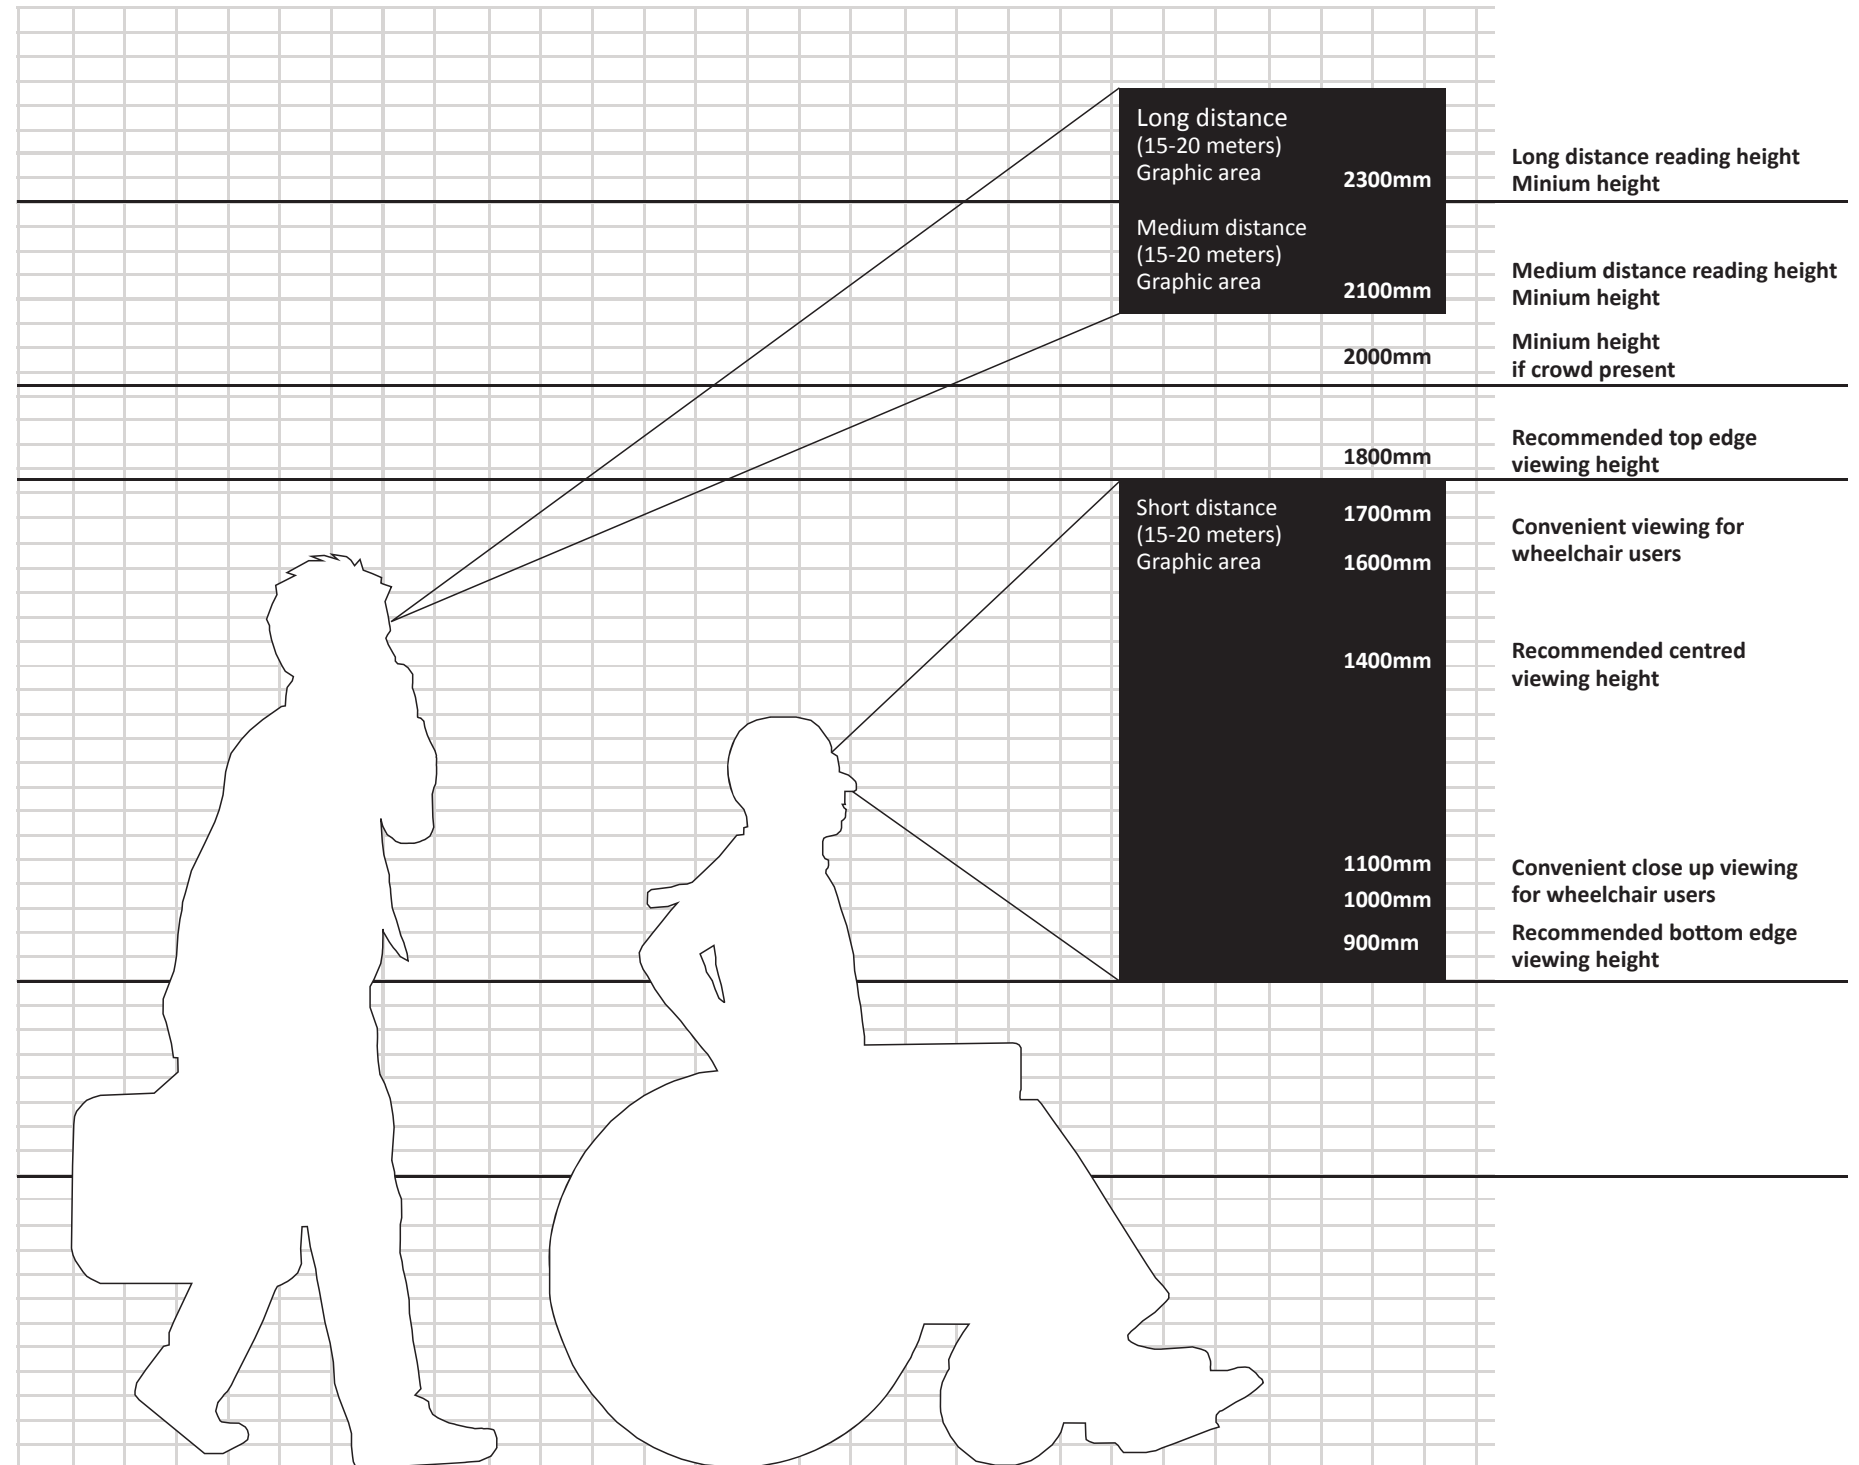 Long distance
(15-20 meters)
Graphic area
2300mm
Long distance reading height
Minium height
Medium distance
(15-20 meters)
Graphic area
2100mm
Medium distance reading height
Minium height
2000mm
Minium height
if crowd present
1800mm
Recommended top edge
viewing height
Short distance
(15-20 meters)
Graphic area
1700mm
1600mm
Convenient viewing for
wheelchair users
1400mm
Recommended centred
viewing height
1100mm
1000mm
Convenient close up viewing
for wheelchair users
900mm
Recommended bottom edge
viewing height